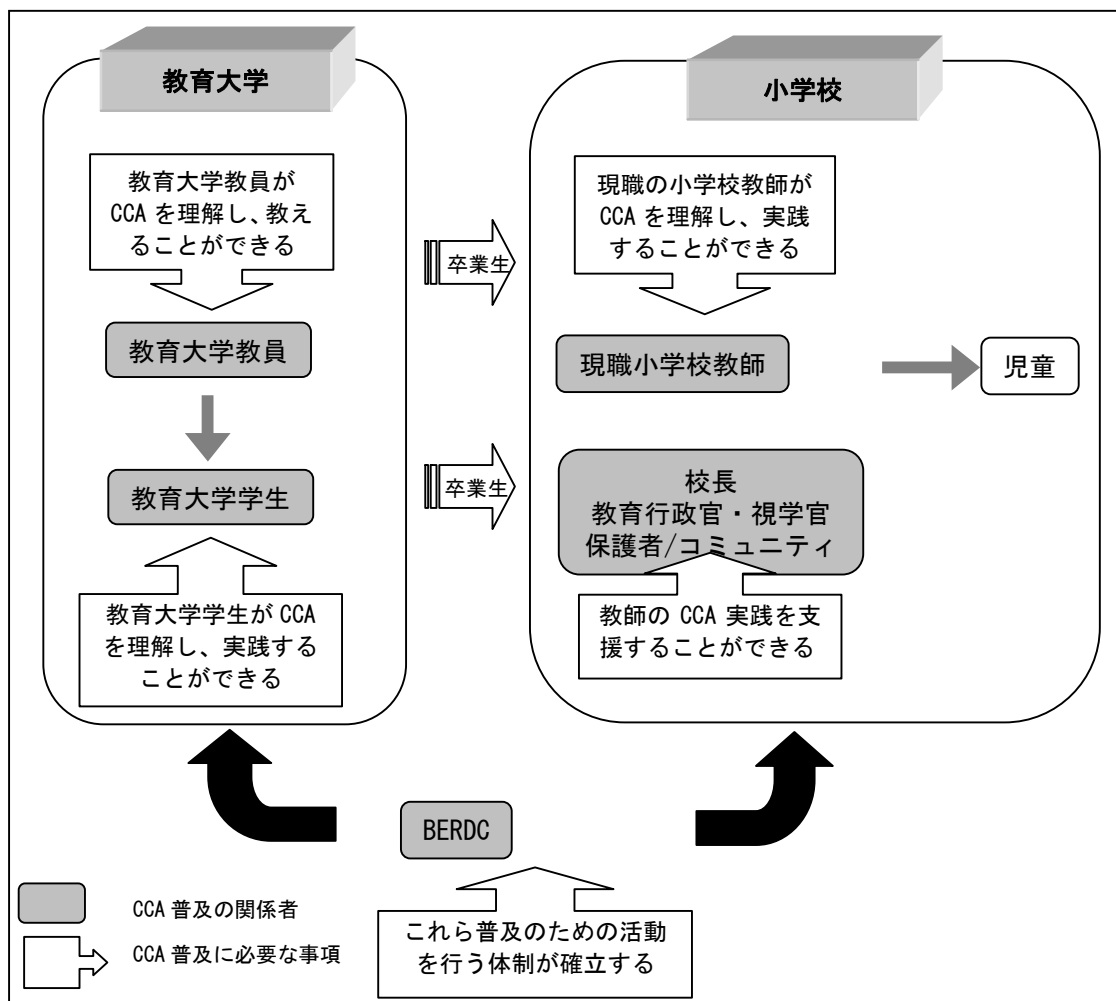 教育大学
教育大学教員が
CCA を理解し、教え
ることができる
教育大学教員
教育大学学生
教育大学学生が CCA
を理解し、実践する
ことができる
卒業生
卒業生
小学校
現職の小学校教師が
CCA を理解し、実践
することができる
現職小学校教師
児童
校長
教育行政官・視学官
保護者/コミュニティ
教師の CCA 実践を支
援することができる
BERDC
これら普及のための活動
を行う体制が確立する
CCA 普及の関係者
CCA 普及に必要な事項